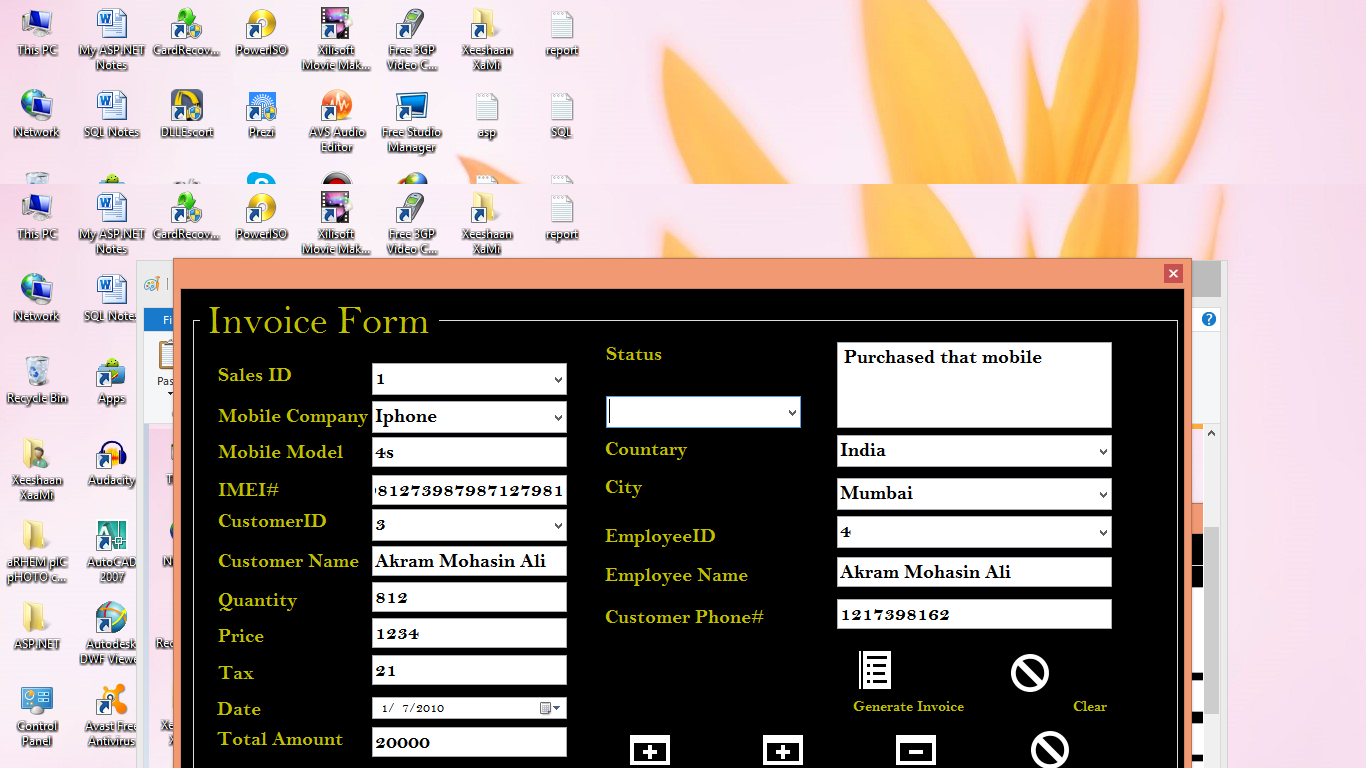 This PC
My ASP.NET Notes
CardRecov...
PowerISO
Xilisoft Movie Mak...
Free 3GP Video C...
Xeeshaan XaMi
report
Network
SQL Notes
DLLEscort
Prezi
AVS Audio Editor
Free Studio Manager
asp
SQL
This PC
My ASP.NET Notes
CardRecov...
PowerISO
Xilisoft Movie Mak...
Free 3GP Video C...
Xeeshaan XaMi
report
Network
SQL
Recycle Bin
Apps
Xeeshaan XaaMi
Audacity
aRHEM pIC pHOTO c...
AutoCAD 2007
ASP.NET
Autodesk
DWF
Control Panel
Avast
Antivirus
Invoice Form
Sales ID
1
Mobile Company
Iphone
Mobile Model
4s
IMEI#
81273987987127981
CustomerID
3
Customer Name
Akram Mohasin Ali
Quantity
812
Price
1234
Tax
21
Date
1/ 7/2010
Total Amount
20000
Status
Purchased that mobile
Countary
India
City
Mumbai
EmployeeID
4
Employee Name
Akram Mohasin Ali
Customer Phone#
1217398162
Generate Invoice
Clear